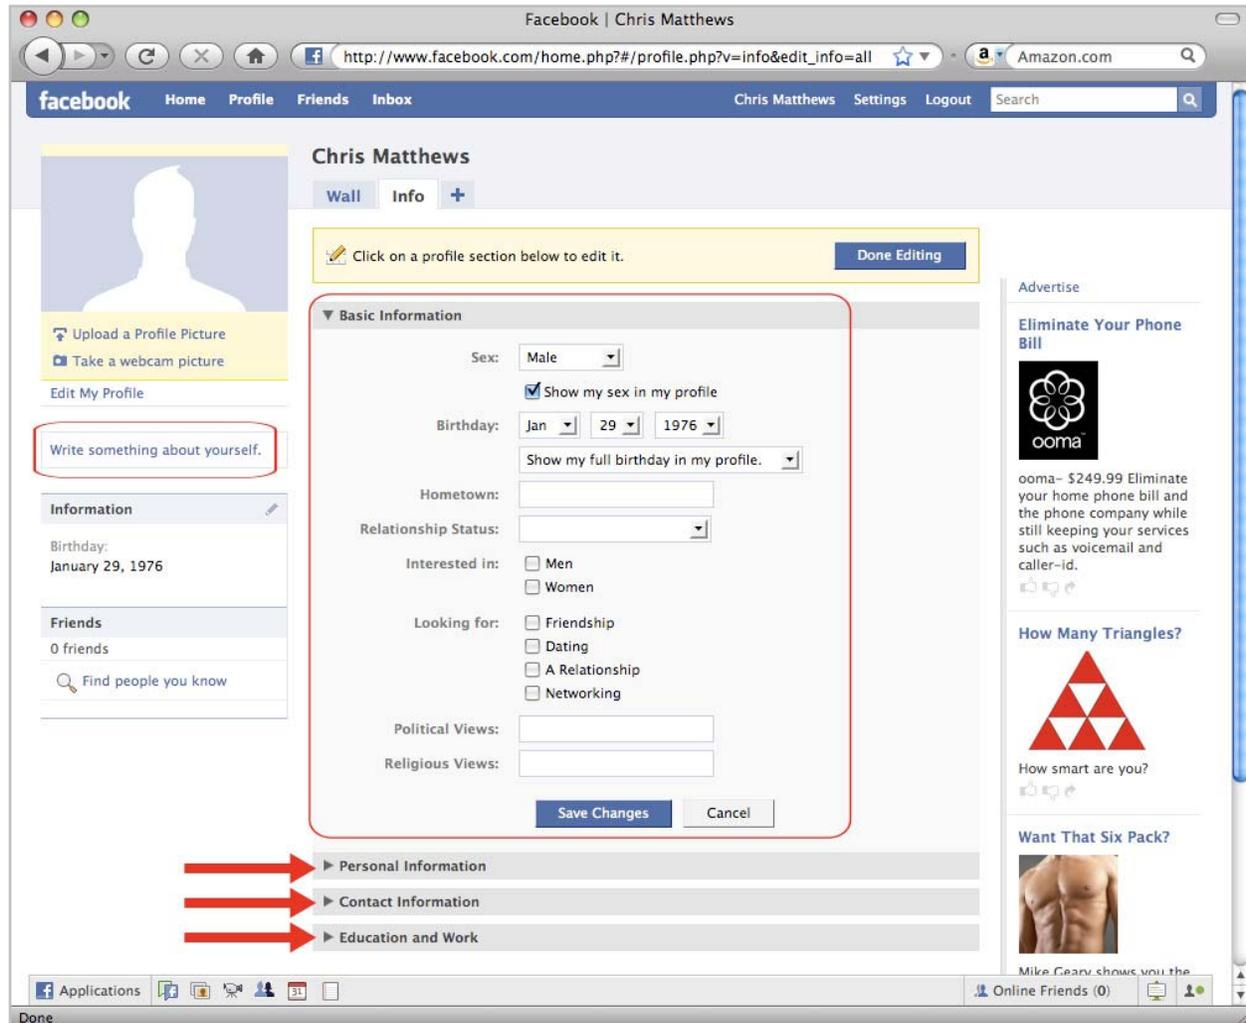 Facebook | Chris Matthews
http://www.facebook.com/home.php?#/profile.php?v=info&edit_info=all
a
Amazon.com
facebook
Home Profile Friends Inbox
Chris Matthews Settings Logout
Search
Chris Matthews
Wall Info +
Click on a profile section below to edit it.
Done Editing
Upload a Profile Picture
Take a webcam picture
Edit My Profile
Write something about yourself.
Information
Birthday:
January 29, 1976
Friends
0 friends
Find people you know
Basic Information
Sex: Male
Show my sex in my profile
Birthday: Jan 29 1976
Show my full birthday in my profile.
Hometown:
Relationship Status:
Interested in: Men
Women
Looking for: Friendship
Dating
A Relationship
Networking
Political Views:
Religious Views:
Save Changes Cancel
Personal Information
Contact Information
Education and Work
Advertise
Eliminate Your Phone
Bill
ooma
ooma– $249.99 Eliminate
your home phone bill and
the phone company while
still keeping your services
such as voicemail and
caller–id.
How Many Triangles?
How smart are you?
Want That Six Pack?
Mike Geary shows you the
Applications
31
Online Friends (0)
Done